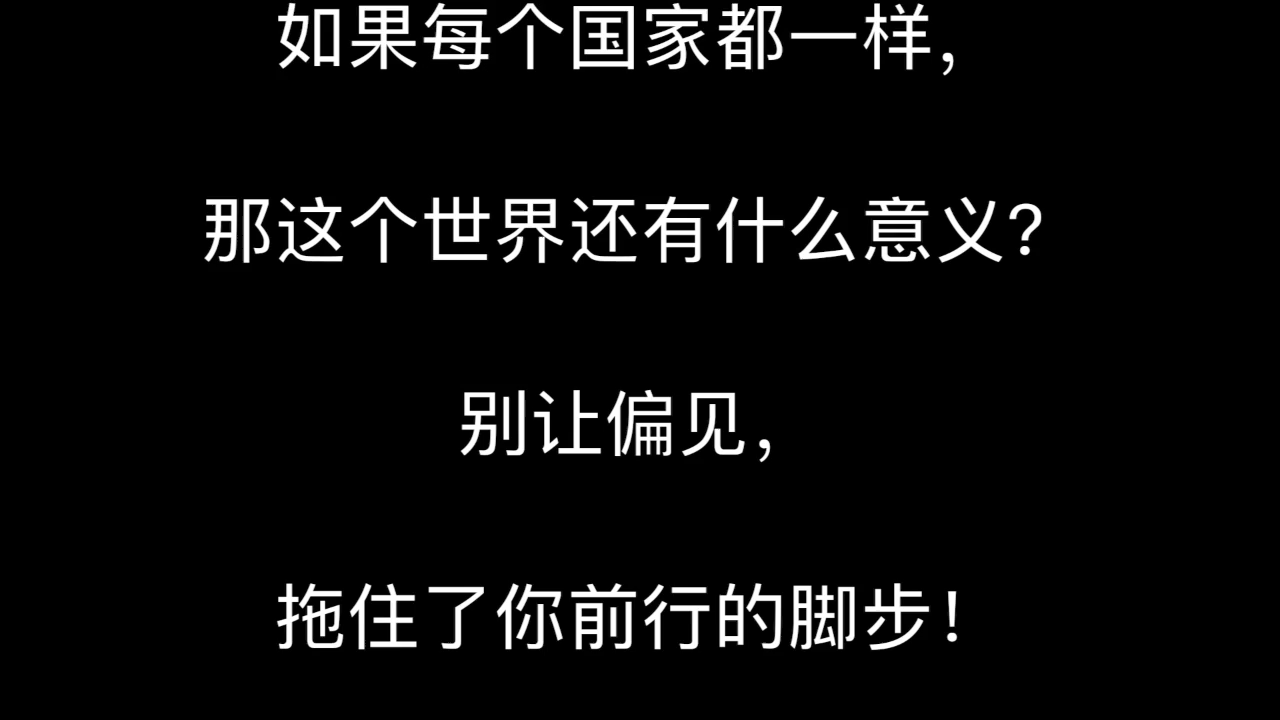 如果每个国家都一样，
那这个世界还有什么意义？
别让偏见，
拖住了你前行的脚步！